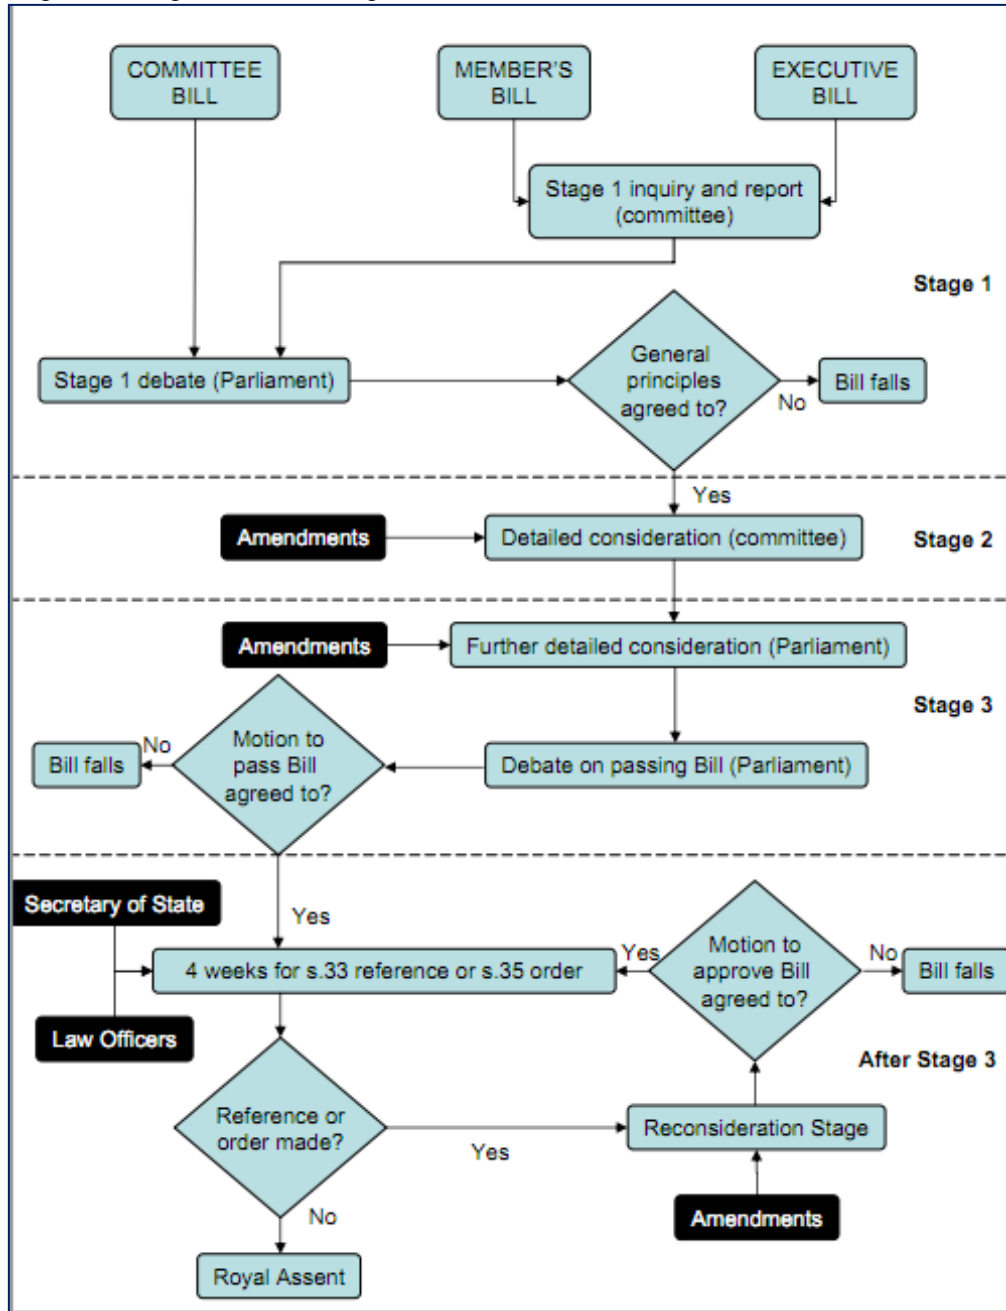 COMMITTEE
BILL
MEMBER'S
BILL
EXECUTIVE
BILL
Stage 1 inquiry and report
(committee)
Stage 1
Stage 1 debate (Parliament)
General
principles
agreed to?
No
Bill falls
Yes
Amendments
Detailed consideration (committee)
Stage 2
Amendments
Further detailed consideration (Parliament)
Stage 3
Bill falls
No
Motion to
pass Bill
agreed to?
Debate on passing Bill (Parliament)
Secretary of State
Yes
4 weeks for s.33 reference or s.35 order
Yes
Motion to
approve Bill
agreed to?
No
Bill falls
Law Officers
After Stage 3
Reference or
order made?
Yes
Reconsideration Stage
No
Amendments
Royal Assent